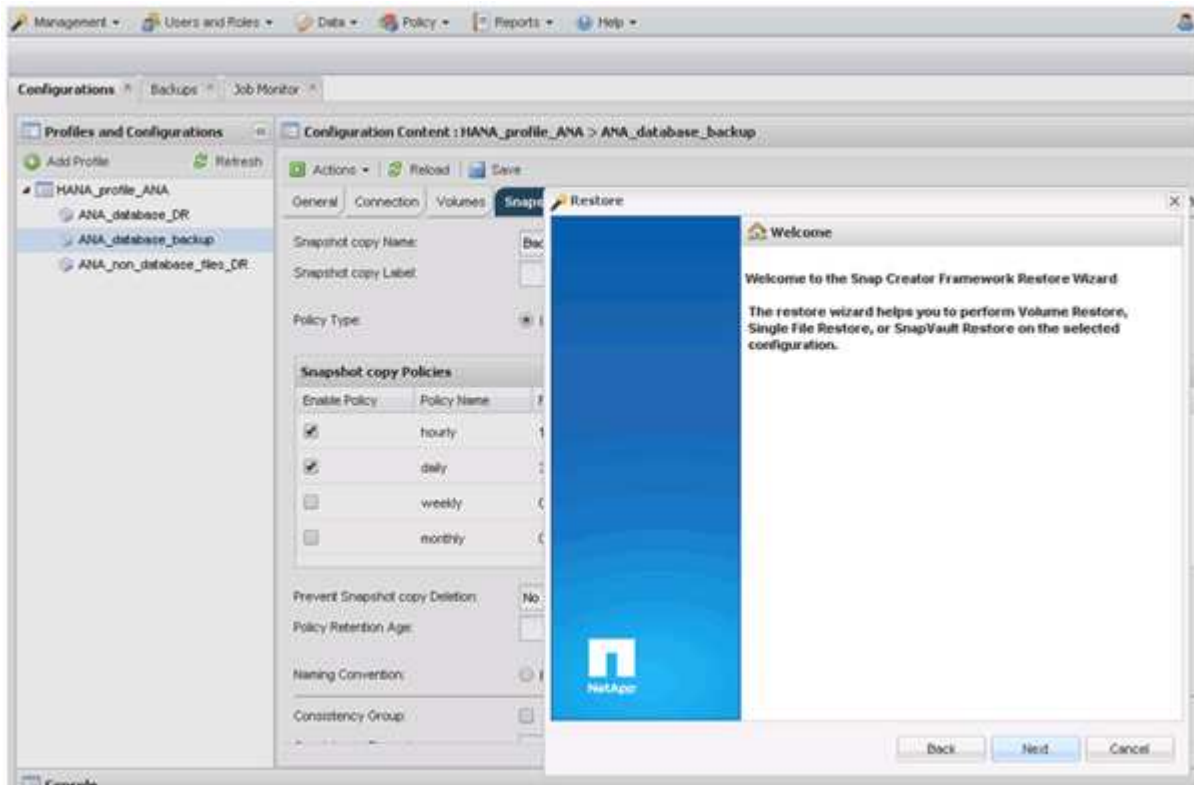 Management Users and Roles Data Policy Reports Help
Configurations Backups Job Monitor
Profiles and Configurations
Add Profile Refresh
HANA_profile_ANA
ANA_database_DR
ANA_database_backup
ANA_non_database_files_DR
Configuration Content : HANA_profile_ANA > ANA_database_backup
Actions Reload Save
General Connection Volumes Snaps
Snapshot copy Name: Bac
Snapshot copy Label:
Policy Type:
Snapshot copy Policies
Enable Policy Policy Name
hourly
daily
weekly
monthly
Prevent Snapshot copy Deletion: No
Policy Retention Age:
Naming Convention:
Consistency Group:
Console
Restore
Welcome
Welcome to the Snap Creator Framework Restore Wizard
The restore wizard helps you to perform Volume Restore,
Single File Restore, or SnapVault Restore on the selected
configuration.
NetApp
Back Next Cancel